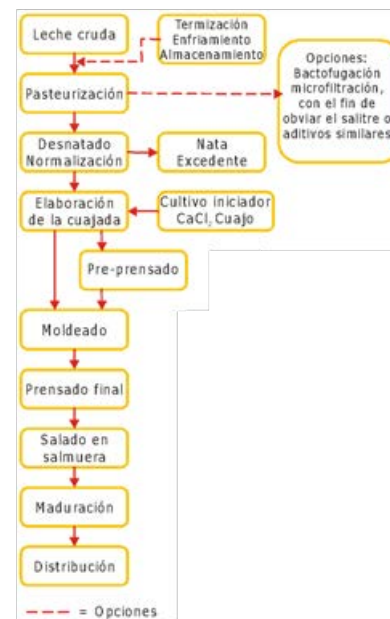 Leche cruda
Termización
Enfriamiento
Almacenamiento
Opciones:
Bactofugación
microfiltración,
con el fin de
obviar el salitre o
aditivos similares
Pasteurización
Desnatado
Normalización
Nata
Excedente
Elaboración
de la cuajada
Cultivo iniciador
CaCl₂ Cuajo
Pre-prensado
Moldeado
Prensado final
Salado en
salmuera
Maduración
Distribución
= Opciones